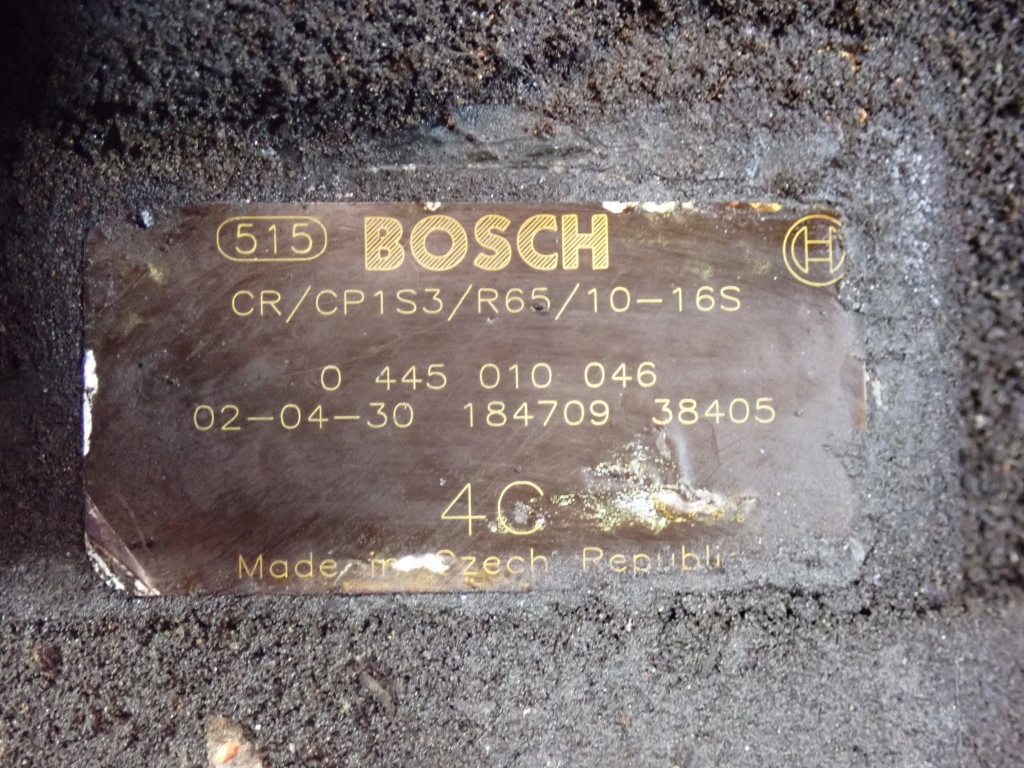 515 BOSCH
CR/CP1S3/R65/10-16S
0 445 010 046
02-04-30 184709 38405
4C
Made in Czech Republi